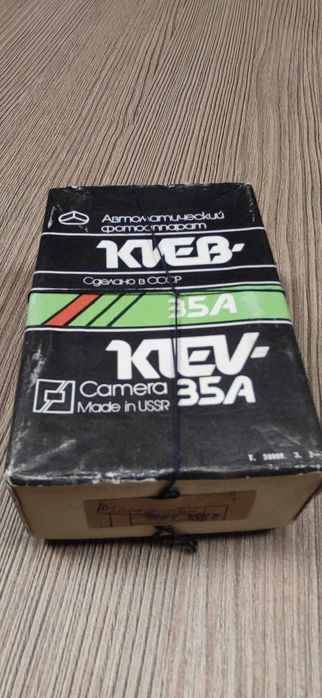 Автоматический
фотоаппарат
КИЕВ-
Сделано в СССР
35А
KIEV-
Camera 35A
Made in USSR